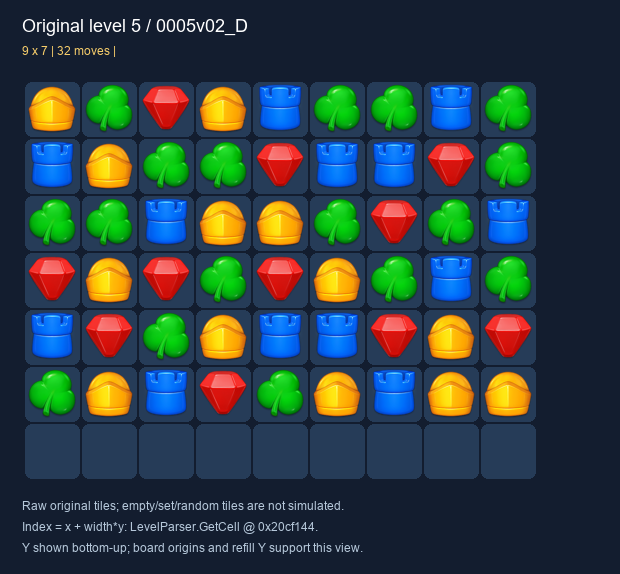 Original level 5 / 0005v02_D
9 x 7 | 32 moves |
Raw original tiles; empty/set/random tiles are not simulated.
Index = x + width*y: LevelParser.GetCell @ 0x20cf144.
Y shown bottom-up; board origins and refill Y support this view.